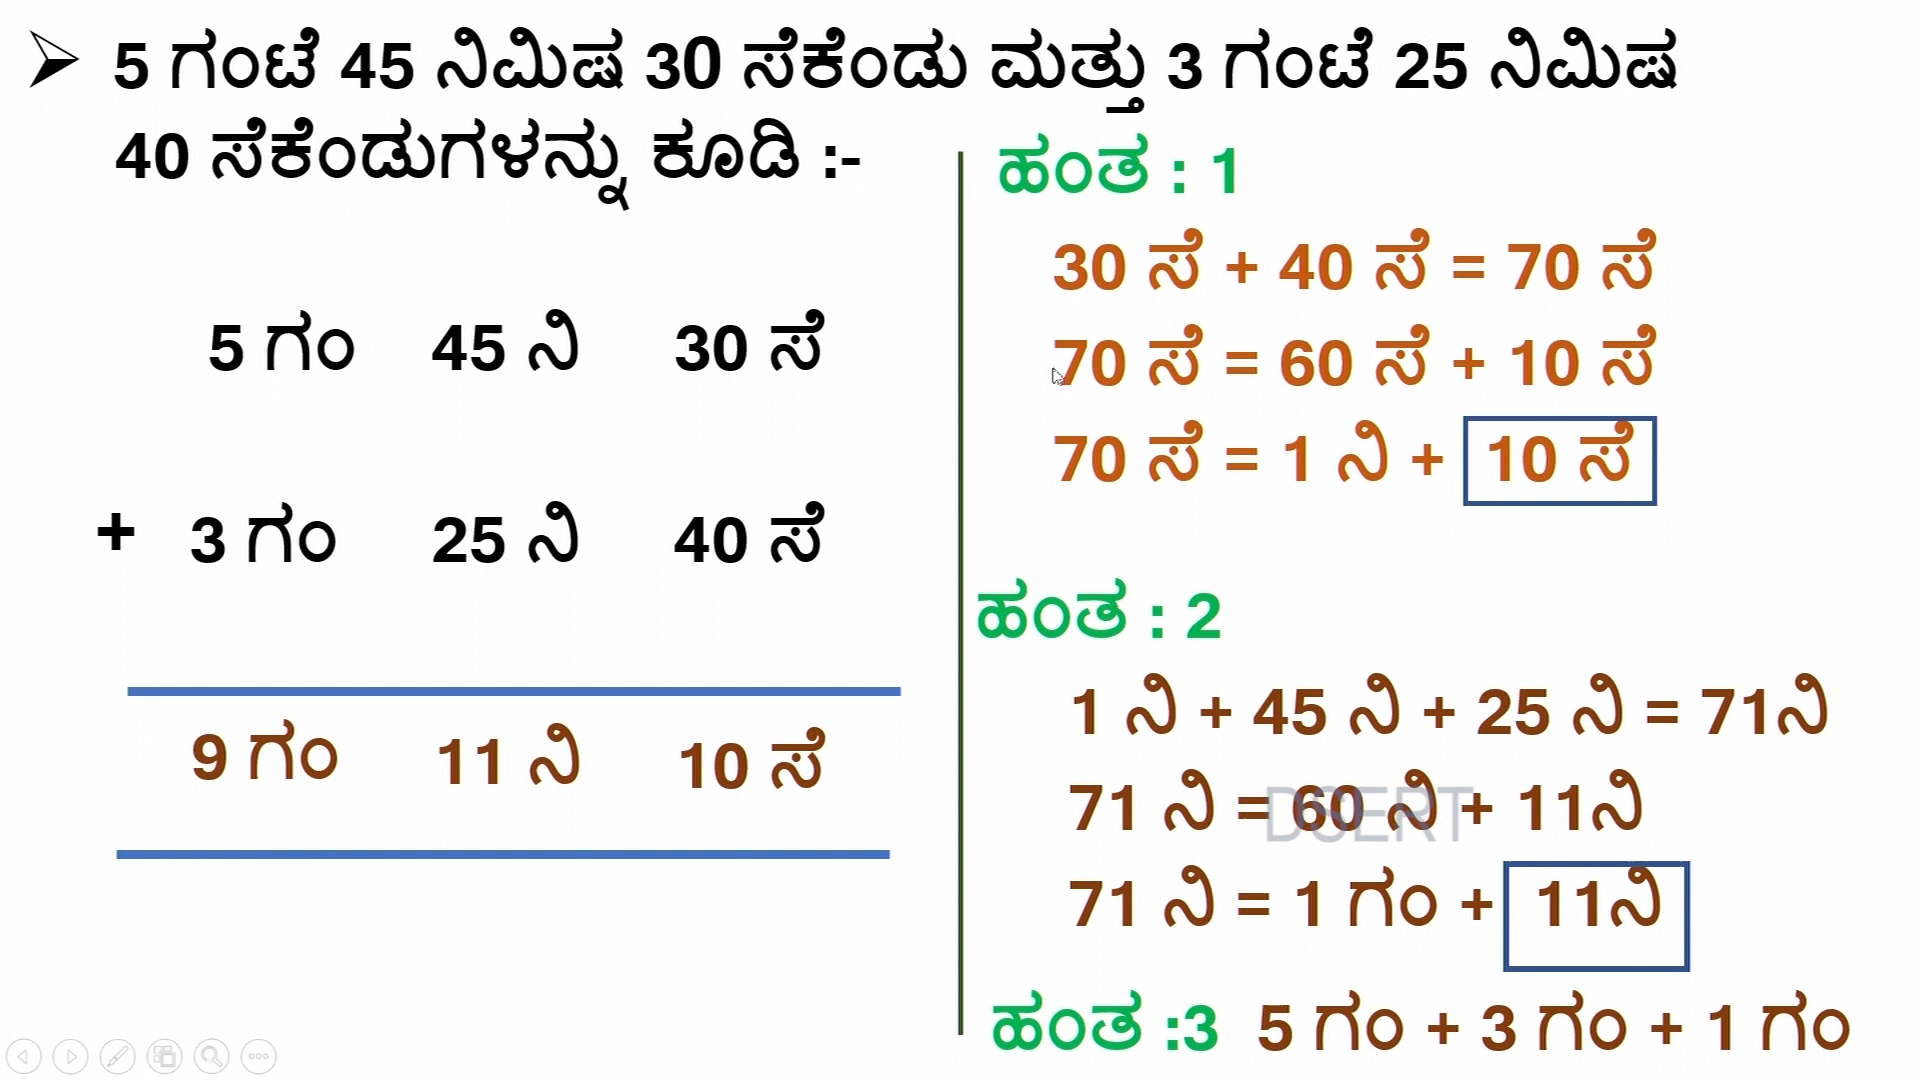 ➢ 5 ಗಂಟೆ 45 ನಿಮಿಷ 30 ಸೆಕೆಂಡು ಮತ್ತು 3 ಗಂಟೆ 25 ನಿಮಿಷ
40 ಸೆಕೆಂಡುಗಳನ್ನು ಕೂಡಿ :-
5 ಗಂ 45 ನಿ 30 ಸೆ
+ 3 ಗಂ 25 ನಿ 40 ಸೆ
9 ಗಂ 11 ನಿ 10 ಸೆ
ಹಂತ : 1
30 ಸೆ + 40 ಸೆ = 70 ಸೆ
70 ಸೆ = 60 ಸೆ + 10 ಸೆ
70 ಸೆ = 1 ನಿ + 10 ಸೆ
ಹಂತ : 2
1 ನಿ + 45 ನಿ + 25 ನಿ = 71ನಿ
71 ನಿ = 60 ನಿ + 11ನಿ
DSERT
71 ನಿ = 1 ಗಂ + 11ನಿ
ಹಂತ :3 5 ಗಂ + 3 ಗಂ + 1 ಗಂ